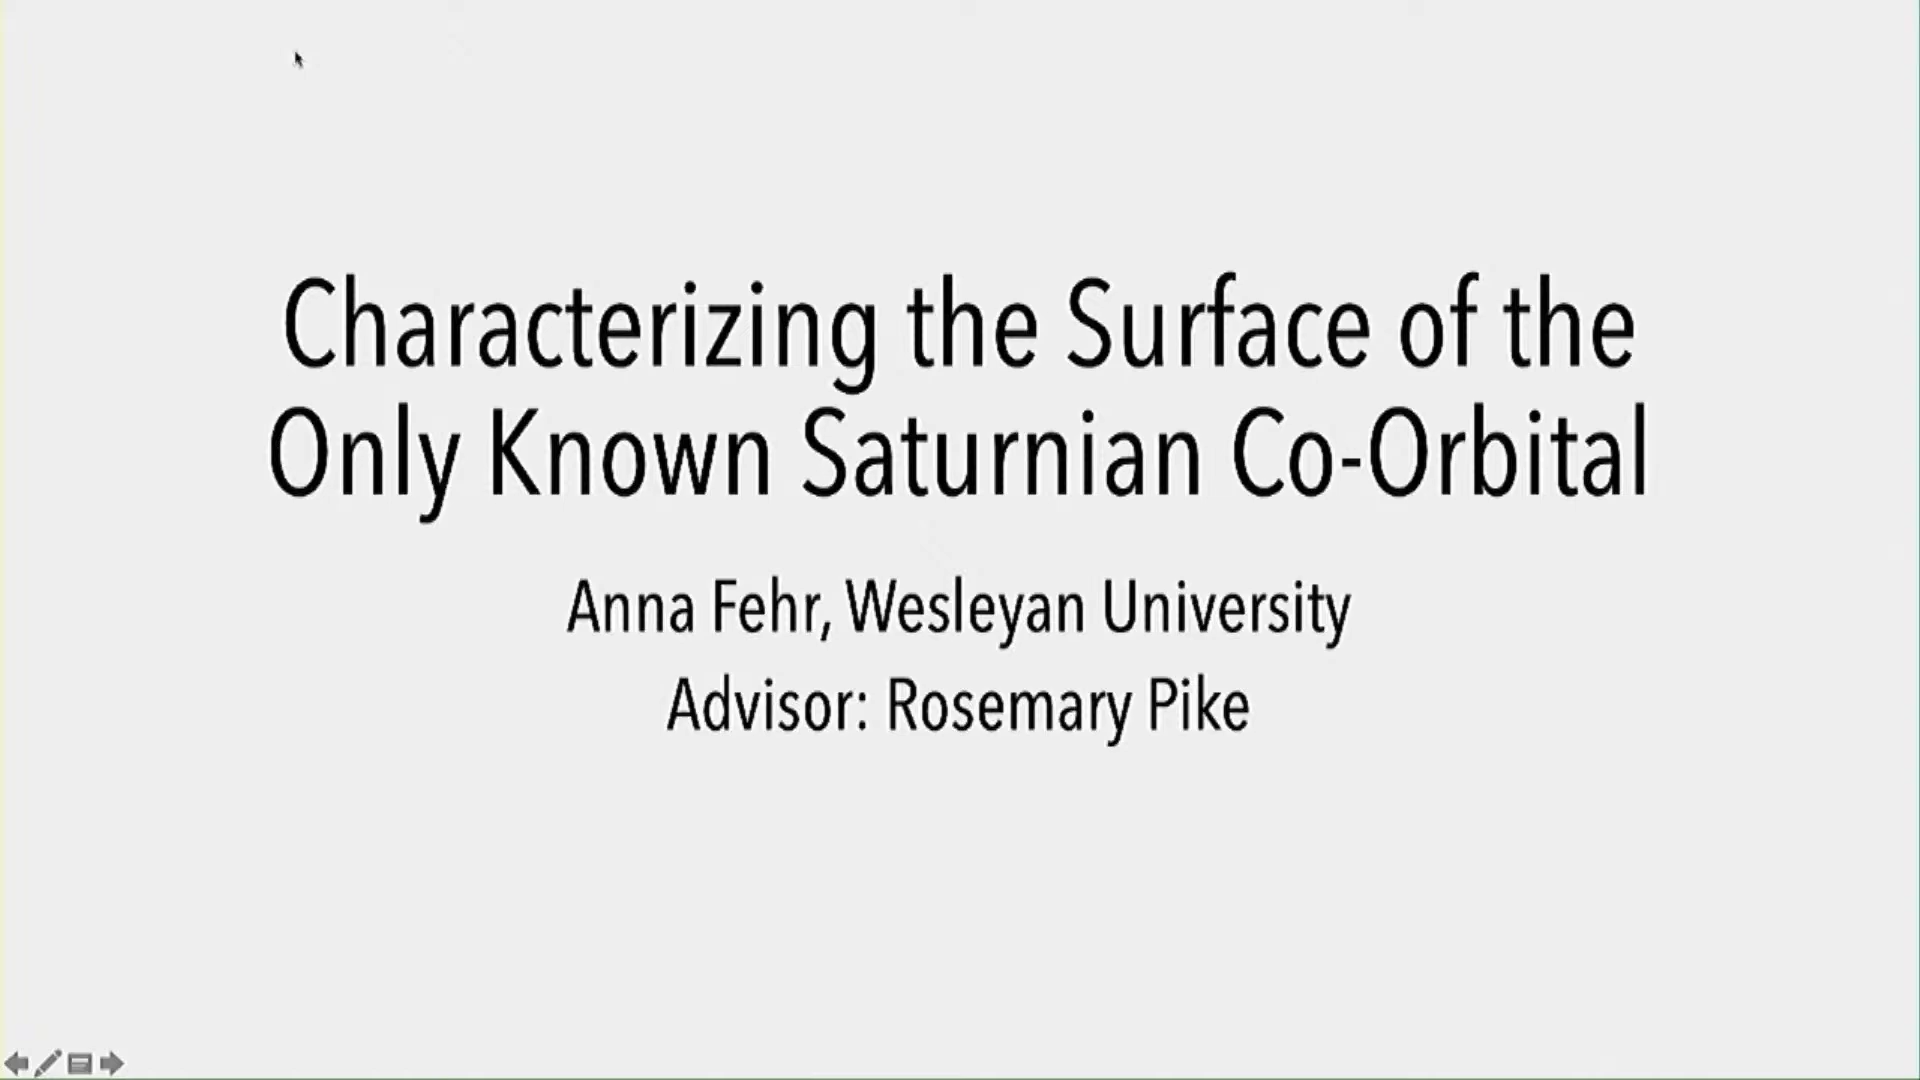 Characterizing the Surface of the
Only Known Saturnian Co-Orbital
Anna Fehr, Wesleyan University
Advisor: Rosemary Pike